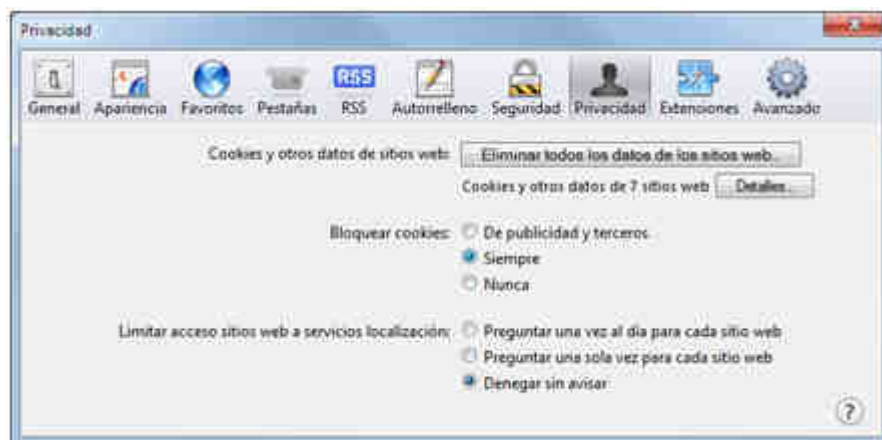 Privacidad
General Apariencia Favoritos Pestañas RSS Autorrelleno Seguridad Privacidad Extensiones Avanzado
Cookies y otros datos de sitios web: Eliminar todos los datos de los sitios web...
Cookies y otros datos de 7 sitios web Detalles...
Bloquear cookies: De publicidad y terceros
Siempre
Nunca
Limitar acceso sitios web a servicios localización: Preguntar una vez al día para cada sitio web
Preguntar una sola vez para cada sitio web
Denegar sin avisar
?